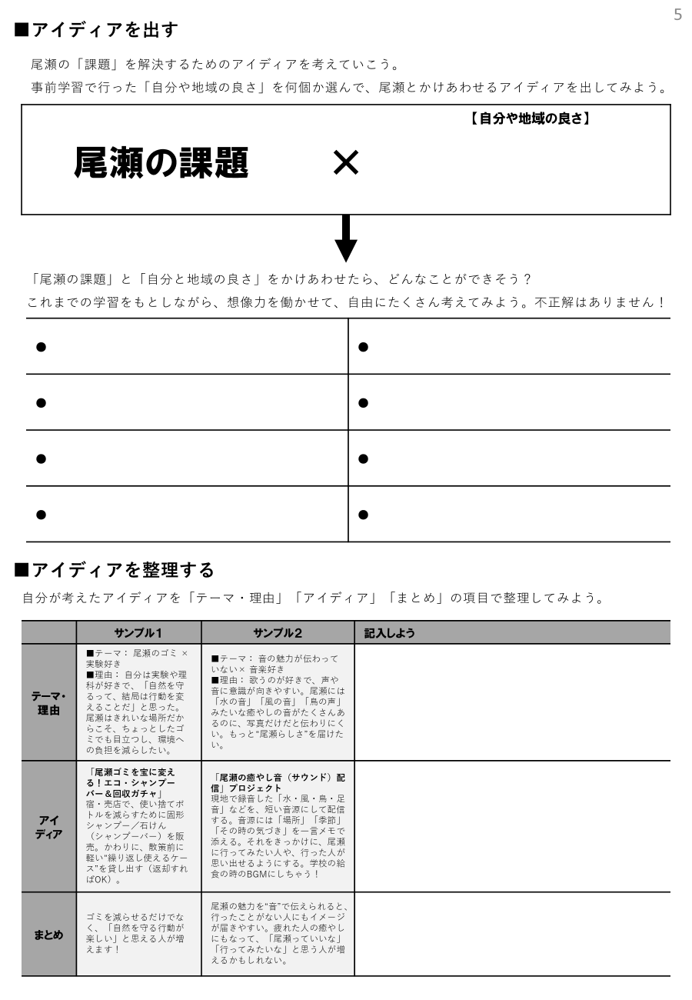 5
■アイディアを出す
尾瀬の「課題」を解決するためのアイディアを考えていこう。
事前学習で行った「自分や地域の良さ」を何個か選んで、尾瀬とかけあわせるアイディアを出してみよう。
【自分や地域の良さ】
尾瀬の課題 ×
「尾瀬の課題」と「自分と地域の良さ」をかけあわせたら、どんなことができそう？
これまでの学習をもとしながら、想像力を働かせて、自由にたくさん考えてみよう。不正解はありません！
● ●
● ●
● ●
● ●
■アイディアを整理する
自分が考えたアイディアを「テーマ・理由」「アイディア」「まとめ」の項目で整理してみよう。
サンプル１ サンプル２ 記入しよう
テーマ・
理由
■テーマ： 尾瀬のゴミ ×
実験好き
■理由： 自分は実験や理
科が好きで、「自然を守
るって、結局は行動を変
えることだ」と思った。
尾瀬はきれいな場所だか
らこそ、ちょっとしたゴ
ミでも目立つし、環境へ
の負担を減らしたい。
■テーマ： 音の魅力が伝わって
いない× 音楽好き
■理由： 歌うのが好きで、声や
音に意識が向きやすい。尾瀬には
「水の音」「風の音」「鳥の声」
みたいな癒やしの音がたくさんあ
るのに、写真だけだと伝わりにく
い。もっと“尾瀬らしさ”を届けた
い。
アイ
ディア
「尾瀬ゴミを宝に変え
る！エコ・シャンプー
バー＆回収ガチャ」
宿・売店で、使い捨てボ
トルを減らすために固形
シャンプー／石けん
（シャンプーバー）を販
売。かわりに、散策前に
軽い“繰り返し使えるケー
ス”を貸し出す（返却すれ
ばOK）。
「尾瀬の癒やし音（サウンド）配
信」プロジェクト
現地で録音した「水・風・鳥・足
音」などを、短い音源にして配信
する。音源には「場所」「季節」
「その時の気づき」を一言メモで
添える。それをきっかけに、尾瀬
に行ってみたい人や、行った人が
思い出せるようにする。学校の給
食の時のBGMにしちゃう！
まとめ
ゴミを減らせるだけでな
く、「自然を守る行動が
楽しい」と思える人が増
えます！
尾瀬の魅力を“音”で伝えられると、
行ったことがない人にもイメージ
が届きやすい。疲れた人の癒やし
にもなって、「尾瀬っていいな」
「行ってみたいな」と思う人が増
えるかもしれない。